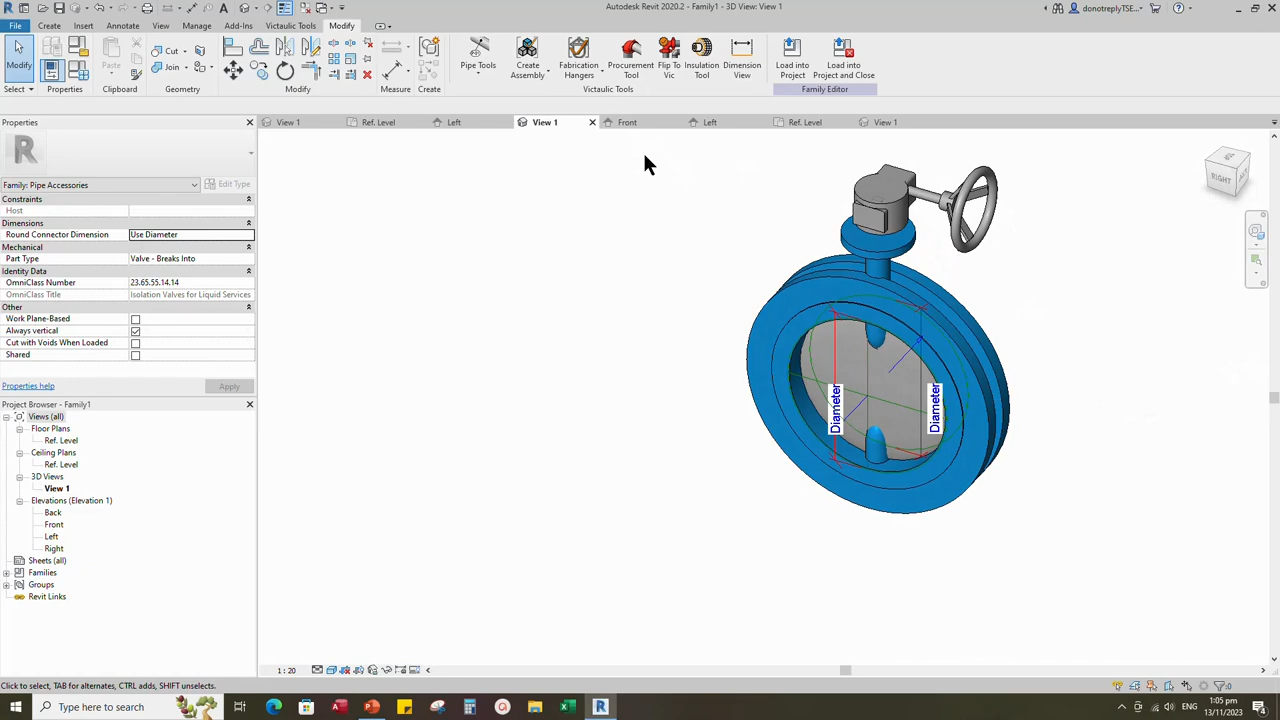 Autodesk Revit 2020.2 - Family1 - 3D View: View 1
donotreplyTSE...
File Create Insert Annotate View Manage Add-Ins Victaulic Tools Modify
Modify
Paste
Cut
Join
Pipe Tools
Create Assembly
Fabrication Hangers
Procurement Tool
Flip To Vic
Insulation Tool
Dimension View
Load into Project
Load into Project and Close
Select Properties Clipboard Geometry Modify Measure Create Victaulic Tools Family Editor
Properties
View 1 Ref. Level Left View 1 Front Left Ref. Level View 1
Family: Pipe Accessories
Edit Type
Constraints
Host
Dimensions
Round Connector Dimension Use Diameter
Mechanical
Part Type Valve - Breaks Into
Identity Data
OmniClass Number 23.65.55.14.14
OmniClass Title Isolation Valves for Liquid Services
Other
Work Plane-Based
Always vertical
Cut with Voids When Loaded
Shared
Properties help
Apply
Project Browser - Family1
Views (all)
Floor Plans
Ref. Level
Ceiling Plans
Ref. Level
3D Views
View 1
Elevations (Elevation 1)
Back
Front
Left
Right
Sheets (all)
Families
Groups
Revit Links
RIGHT
Diameter
Diameter
1 : 20
Click to select, TAB for alternates, CTRL adds, SHIFT unselects.
:0
Type here to search
ENG
1:05 pm
13/11/2023